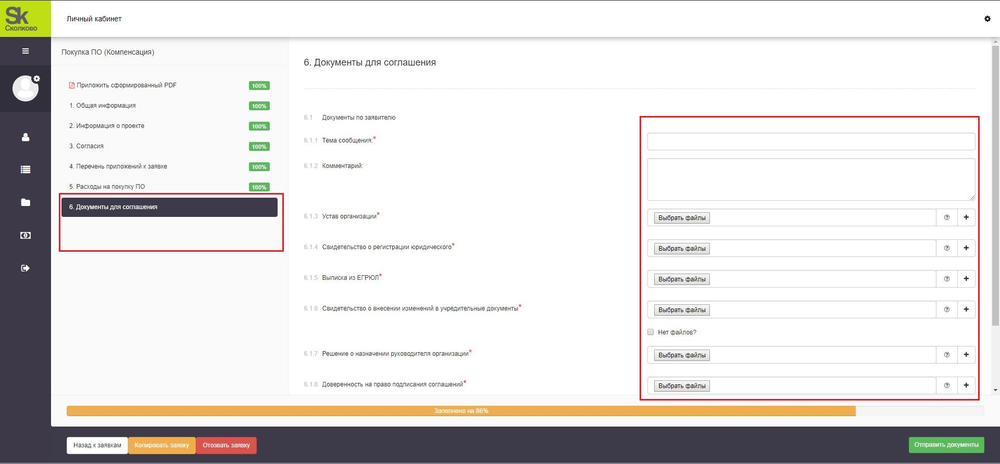 Sk
Сколково
Личный кабинет
Покупка ПО (Компенсация)
Приложить сформированный PDF 100%
1. Общая информация 100%
2. Информация о проекте 100%
3. Согласия 100%
4. Перечень приложений к заявке 100%
5. Расходы на покупку ПО 100%
6. Документы для соглашения
6. Документы для соглашения
6.1 Документы по заявителю
6.1.1 Тема сообщения:*
6.1.2 Комментарий:
6.1.3 Устав организации* Выбрать файлы
6.1.4 Свидетельство о регистрации юридического* Выбрать файлы
6.1.5 Выписка из ЕГРЮЛ* Выбрать файлы
6.1.6 Свидетельство о внесении изменений в учредительные документы* Выбрать файлы
Нет файлов?
6.1.7 Решение о назначении руководителя организации* Выбрать файлы
6.1.8 Доверенность на право подписания соглашений* Выбрать файлы
Заполнено на 86%
Назад к заявкам Копировать заявку Отозвать заявку Отправить документы